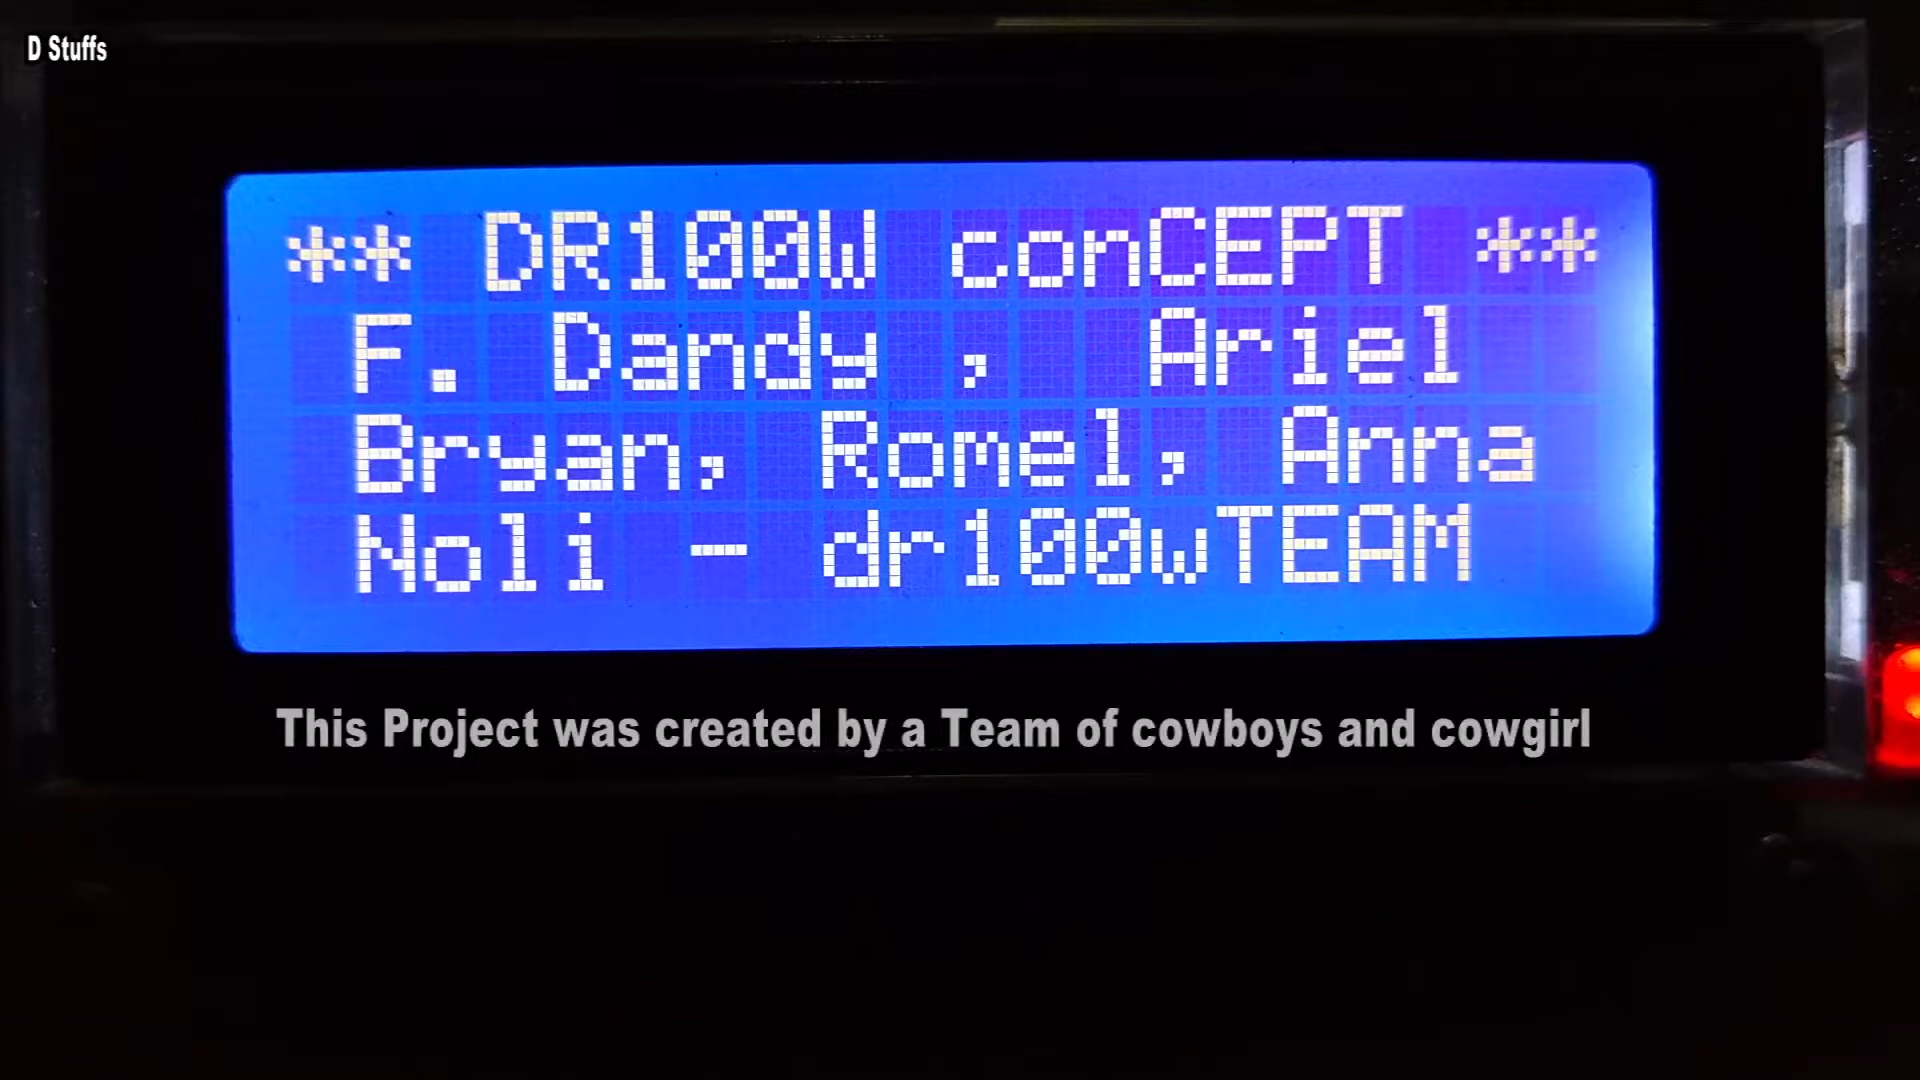 D Stuffs
** DR100W conCEPT **
F. Dandy , Ariel
Bryan, Romel, Anna
Noli - dr100wTEAM
This Project was created by a Team of cowboys and cowgirl